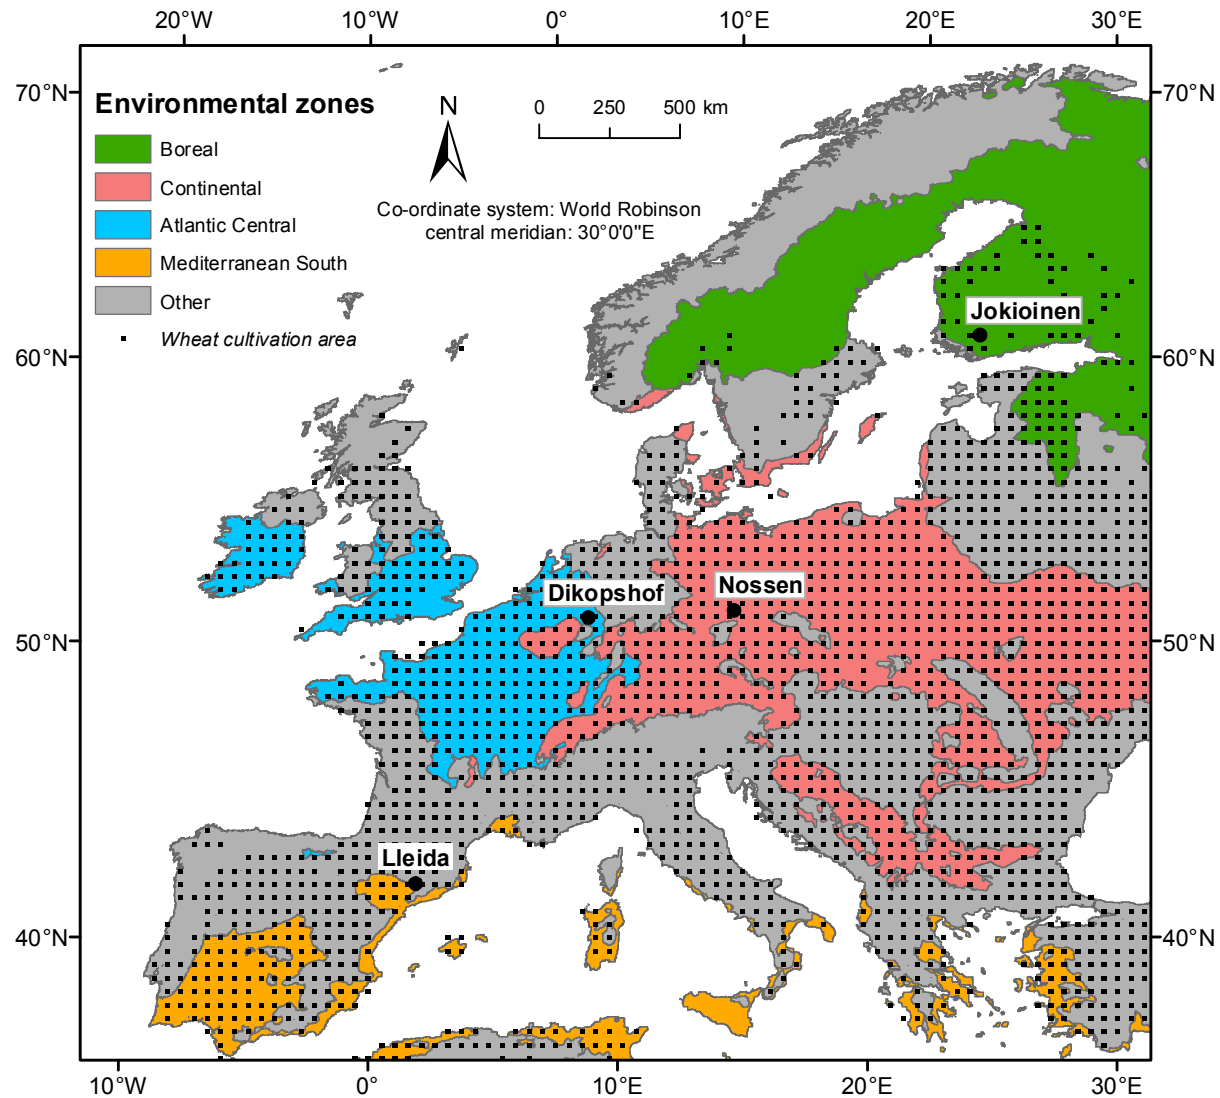 20°W 10°W 0° 10°E 20°E 30°E
70°N 70°N
Environmental zones
N
0 250 500 km
Boreal
Continental
Atlantic Central
Mediterranean South
Other
Wheat cultivation area
Co-ordinate system: World Robinson
central meridian: 30°0'0"E
Jokioinen
60°N 60°N
Dikopshof
Nossen
50°N 50°N
Lleida
40°N 40°N
10°W 0° 10°E 20°E 30°E